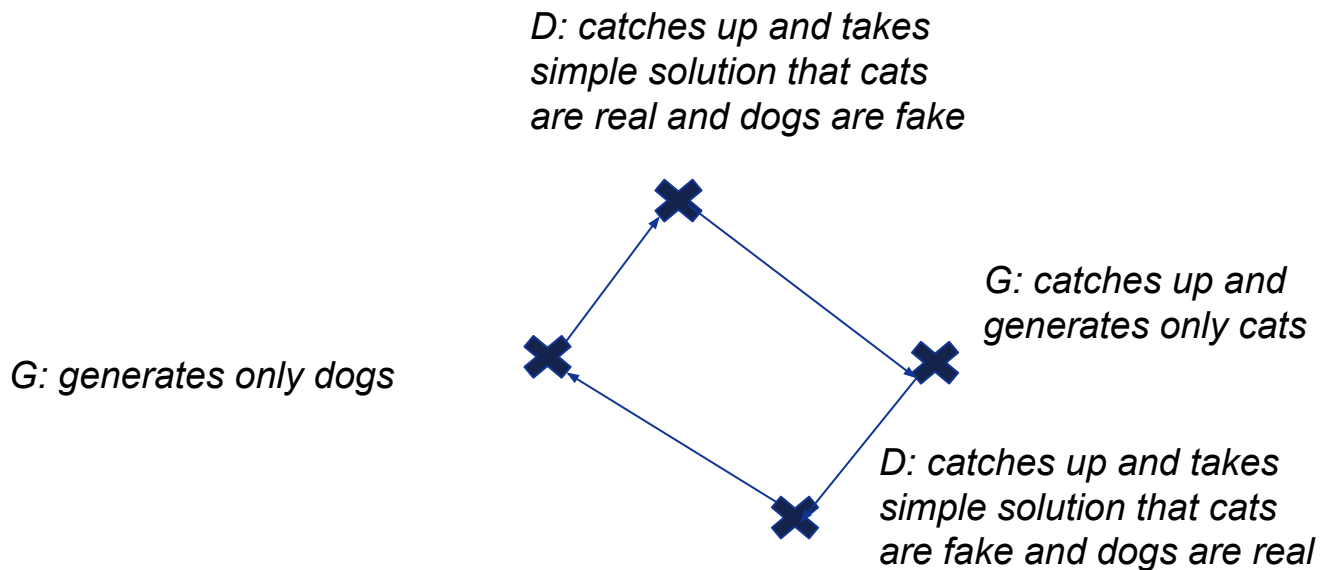 D: catches up and takes
simple solution that cats
are real and dogs are fake
G: catches up and
generates only cats
G: generates only dogs
D: catches up and takes
simple solution that cats
are fake and dogs are real